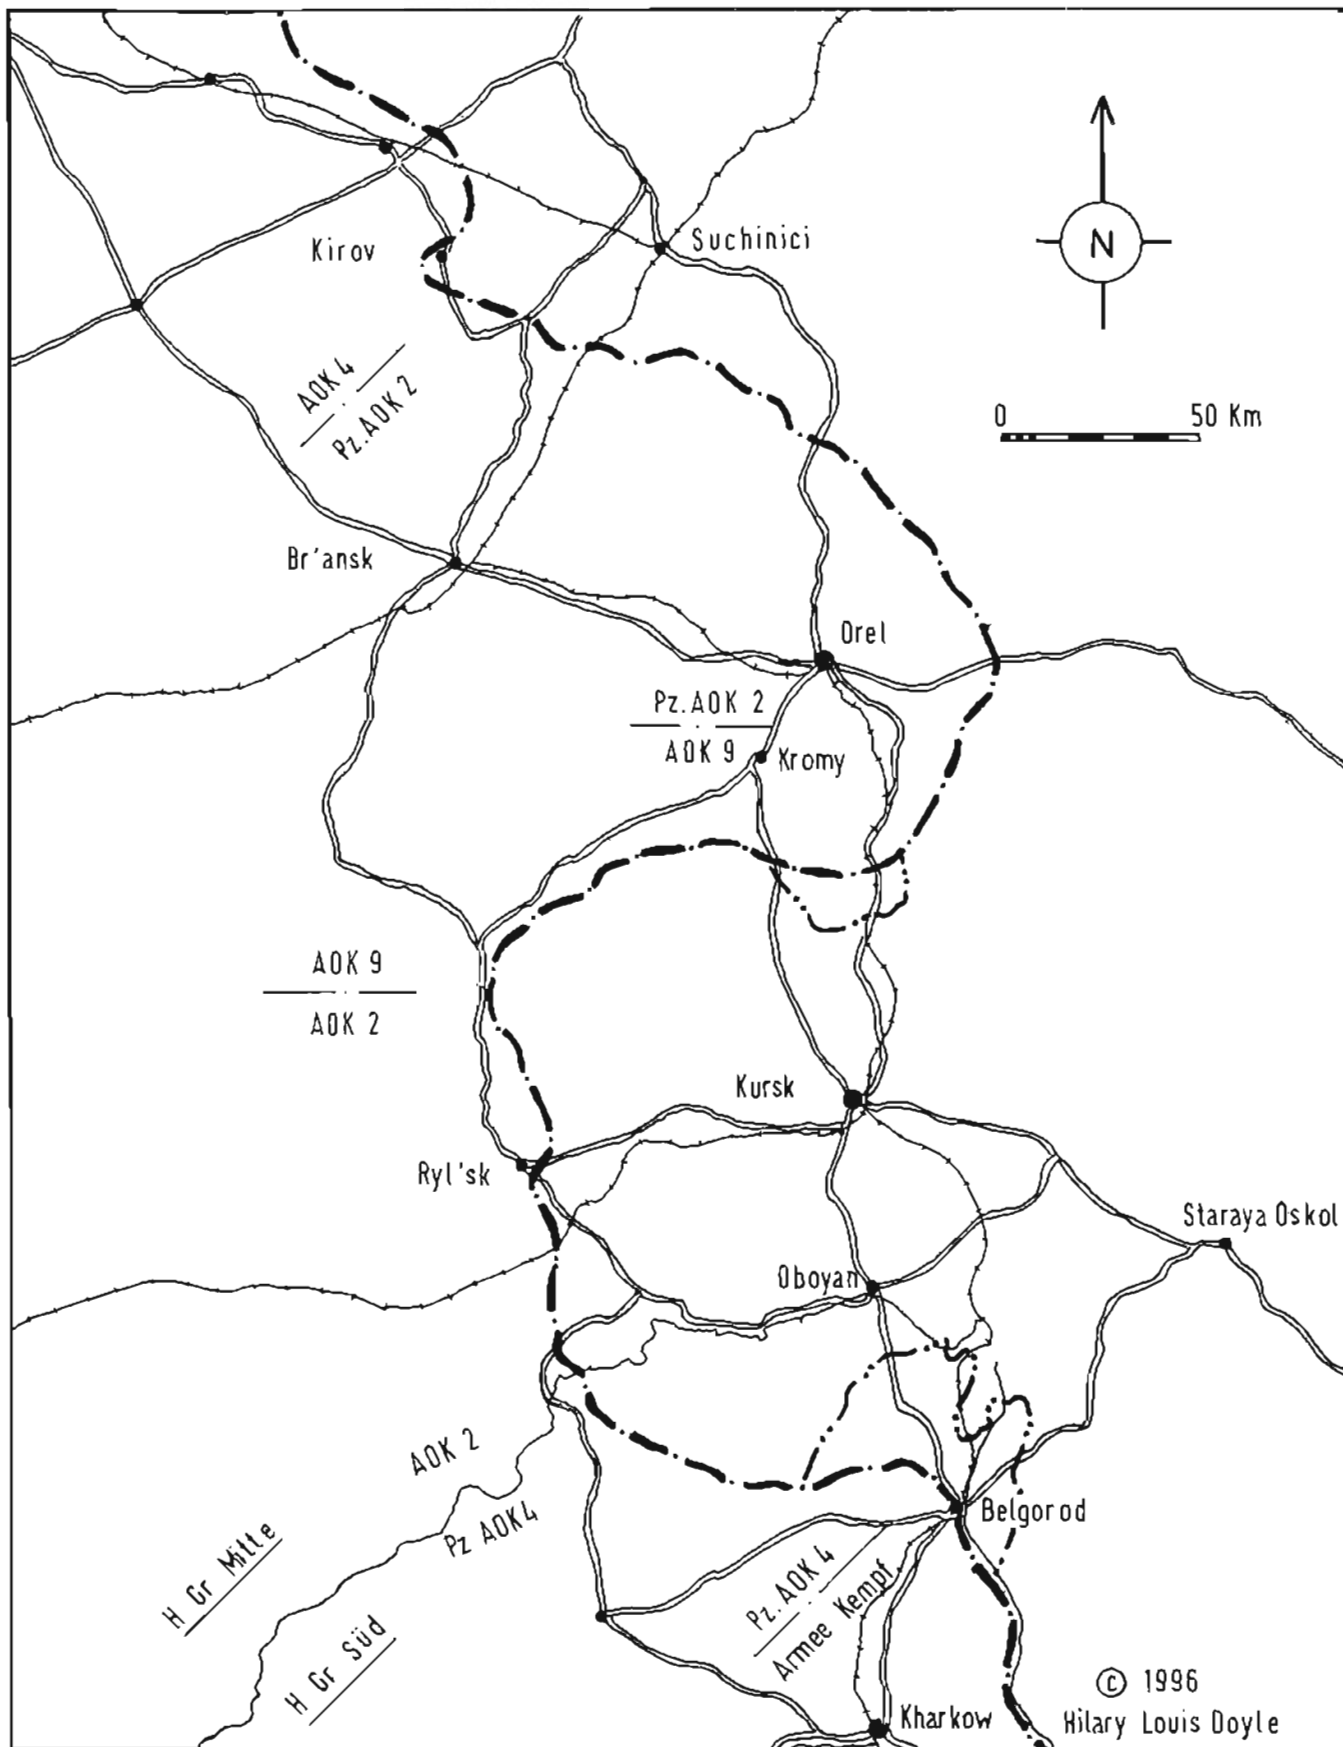 Suchinici
Kirov
N
AOK 4
Pz.AOK 2
0 50 Km
Br'ansk
Orel
Pz.AOK 2
AOK 9
Kromy
AOK 9
AOK 2
Kursk
Ryl'sk
Staraya Oskol
Oboyan
AOK 2
Pz AOK4
Belgorod
H Gr Mitte
H Gr Süd
Pz.AOK 4
Armee Kempf
© 1996
Hilary Louis Doyle
Kharkow